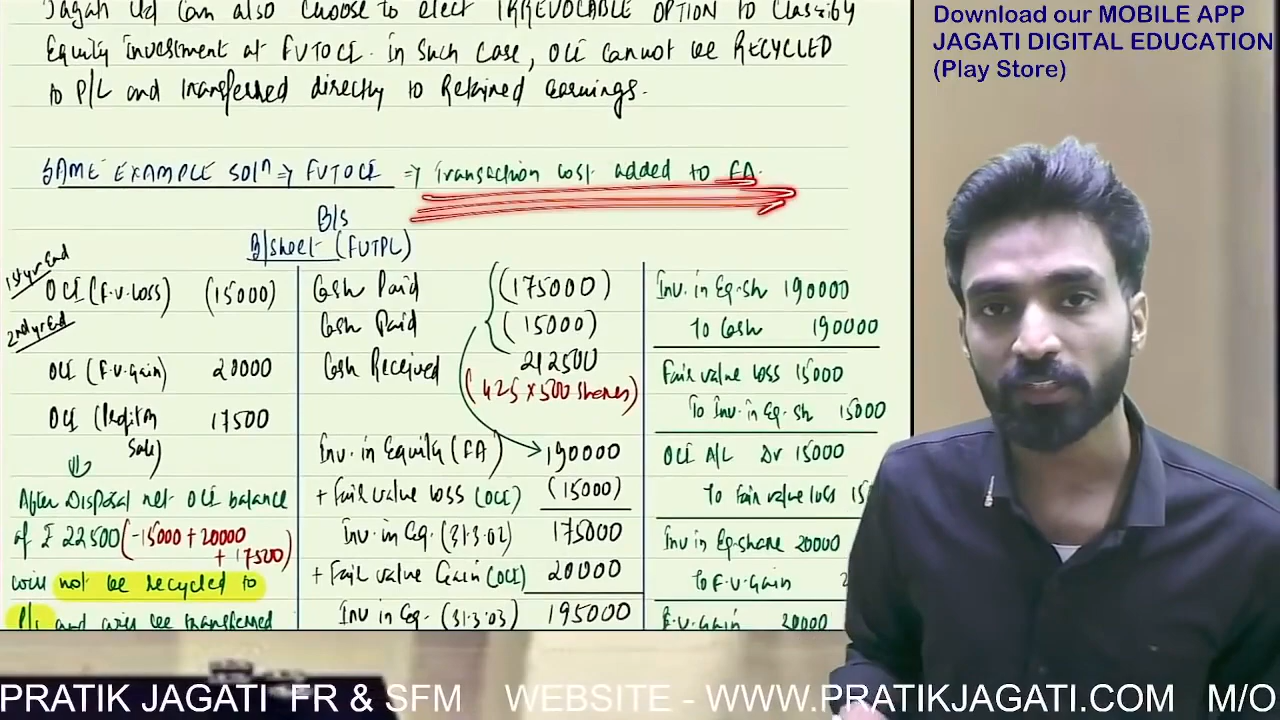 Jagati Ltd Can also choose to elect IRREVOCABLE OPTION to Classify
Equity Investment at FVTOCI. In such Case, OCI cannot be RECYCLED
to P/L and transferred directly to Retained earnings.
SAME EXAMPLE SOLn => FVTOCI => Transaction cost added to FA.
B/s
B/sheet (FVTPL)
1st yr End
OCI (F.V.Loss) (15000)
2nd yr End
OCI (F.V.Gain) 20000
OCI (Profit on Sale) 17500
After Disposal net OCI balance
of ₹ 22500 (-15000 + 20000
+ 17500)
will not be recycled to
P/L and will be transferred
Cash Paid (175000)
Cash Paid (15000)
Cash Received 212500
(425 x 500 shares)
Inv. in Equity (FA) 190000
+ Fair value loss (OCI) (15000)
Inv. in Eq. (31.3.02) 175000
+ Fair value Gain (OCI) 20000
Inv in Eq. (31.3.03) 195000
Inv. in Eq.sh 190000
To Cash 190000
Fair value loss 15000
To Inv. in Eq. Sh 15000
OCI A/L Dr 15000
To Fair value loss 15
Inv in Eq.share 20000
To F.V.Gain 2
F.V.Gain 20000
Download our MOBILE APP
JAGATI DIGITAL EDUCATION
(Play Store)
PRATIK JAGATI FR & SFM WEBSITE - WWW.PRATIKJAGATI.COM M/O